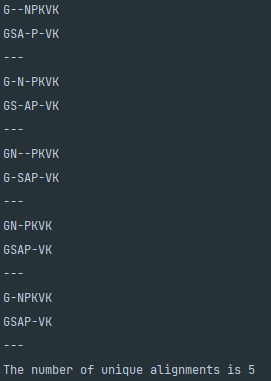 G--NPKVK
GSA-P-VK
---
G-N-PKVK
GS-AP-VK
---
GN--PKVK
G-SAP-VK
---
GN-PKVK
GSAP-VK
---
G-NPKVK
GSAP-VK
---
The number of unique alignments is 5